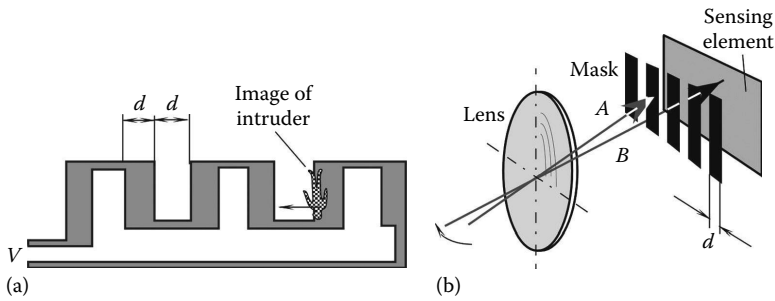 d
d
Image of
intruder
V
(a)
Sensing
element
Mask
A
Lens
B
d
(b)